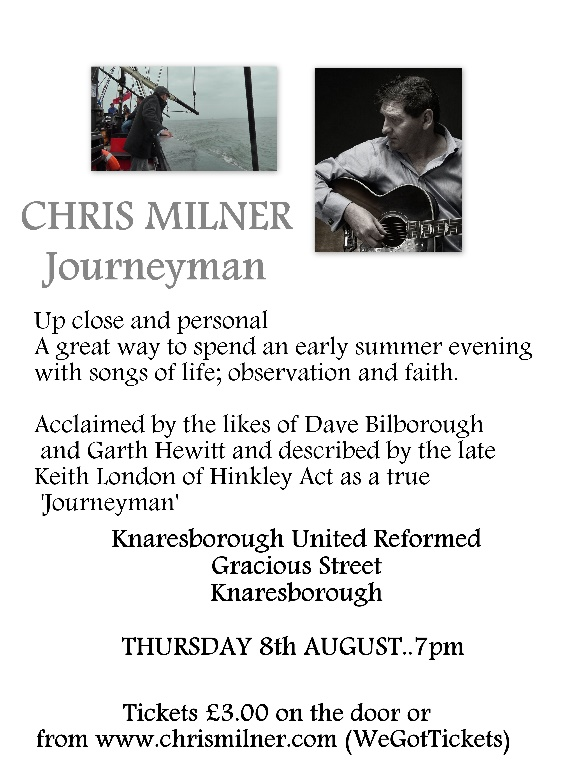 CHRIS MILNER
Journeyman
Up close and personal
A great way to spend an early summer evening
with songs of life; observation and faith.
Acclaimed by the likes of Dave Bilborough
and Garth Hewitt and described by the late
Keith London of Hinkley Act as a true
'Journeyman'
Knaresborough United Reformed
Gracious Street
Knaresborough
THURSDAY 8th AUGUST..7pm
Tickets £3.00 on the door or
from www.chrismilner.com (WeGotTickets)